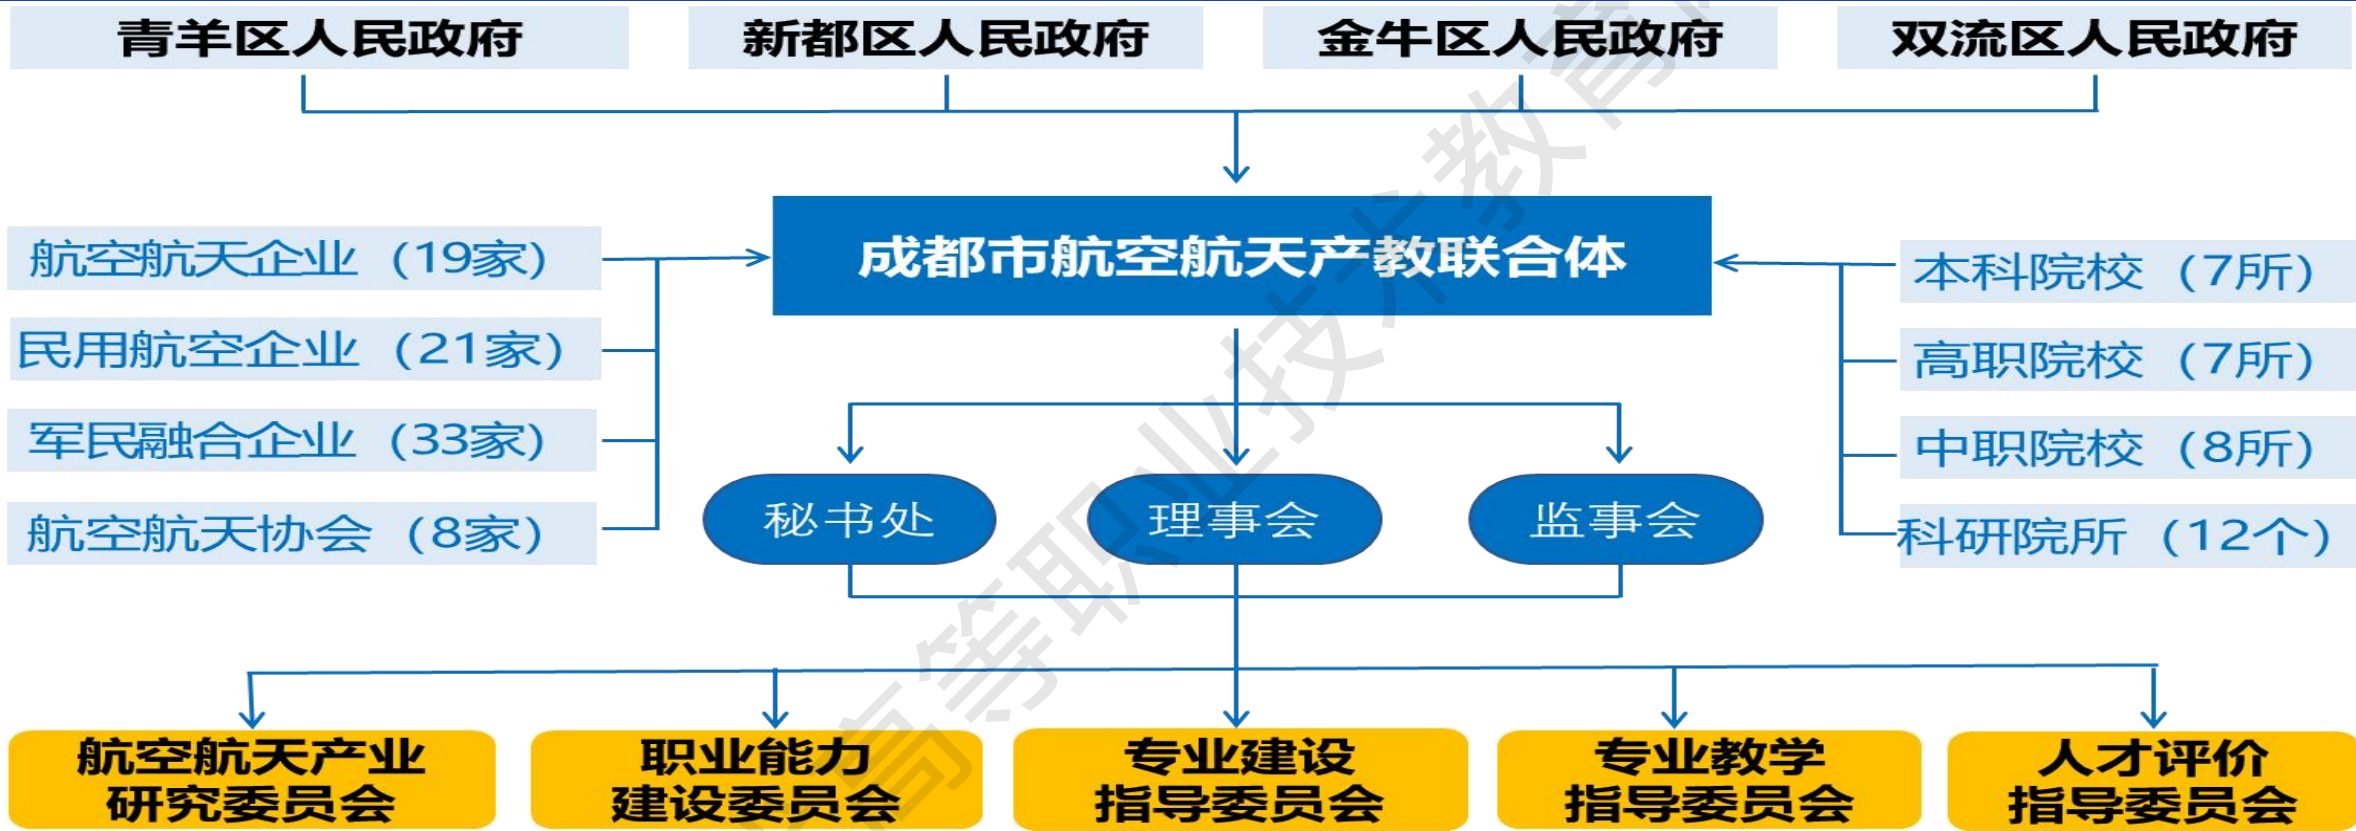 青羊区人民政府
新都区人民政府
金牛区人民政府
双流区人民政府
成都市航空航天产教联合体
航空航天企业（19家）
民用航空企业（21家）
军民融合企业（33家）
航空航天协会（8家）
本科院校（7所）
高职院校（7所）
中职院校（8所）
科研院所（12个）
秘书处
理事会
监事会
航空航天产业
研究委员会
职业能力
建设委员会
专业建设
指导委员会
专业教学
指导委员会
人才评价
指导委员会
高等职业技术教育